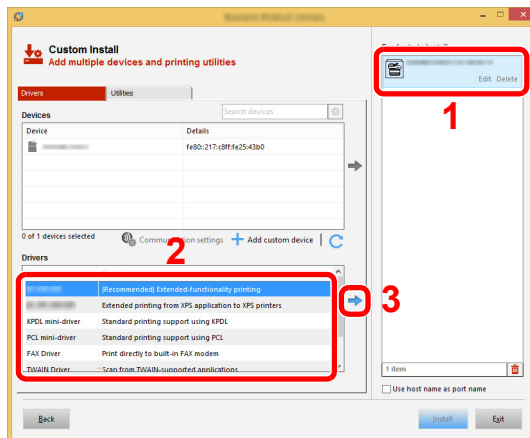 Custom Install
Add multiple devices and printing utilities
Drivers Utilities
Devices
Search devices
Device Details
fe80::217:c8ff:fe25:43b0
0 of 1 devices selected
settings
Add custom device
Drivers
(Recommended) Extended-functionality printing
Extended printing from XPS application to XPS printers
KPDL mini-driver Standard printing support using KPDL
PCL mini-driver Standard printing support using PCL
FAX Driver Print directly to built-in FAX modem
TWAIN Driver Scan from TWAIN-supported applications
Edit Delete
1
2
3
1 item
Use host name as port name
Back
Install
Exit